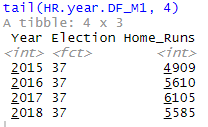 tail(HR.year.DF_M1, 4)
A tibble: 4 x 3
Year Election Home_Runs
<int> <fct> <int>
2015 37 4909
2016 37 5610
2017 37 6105
2018 37 5585